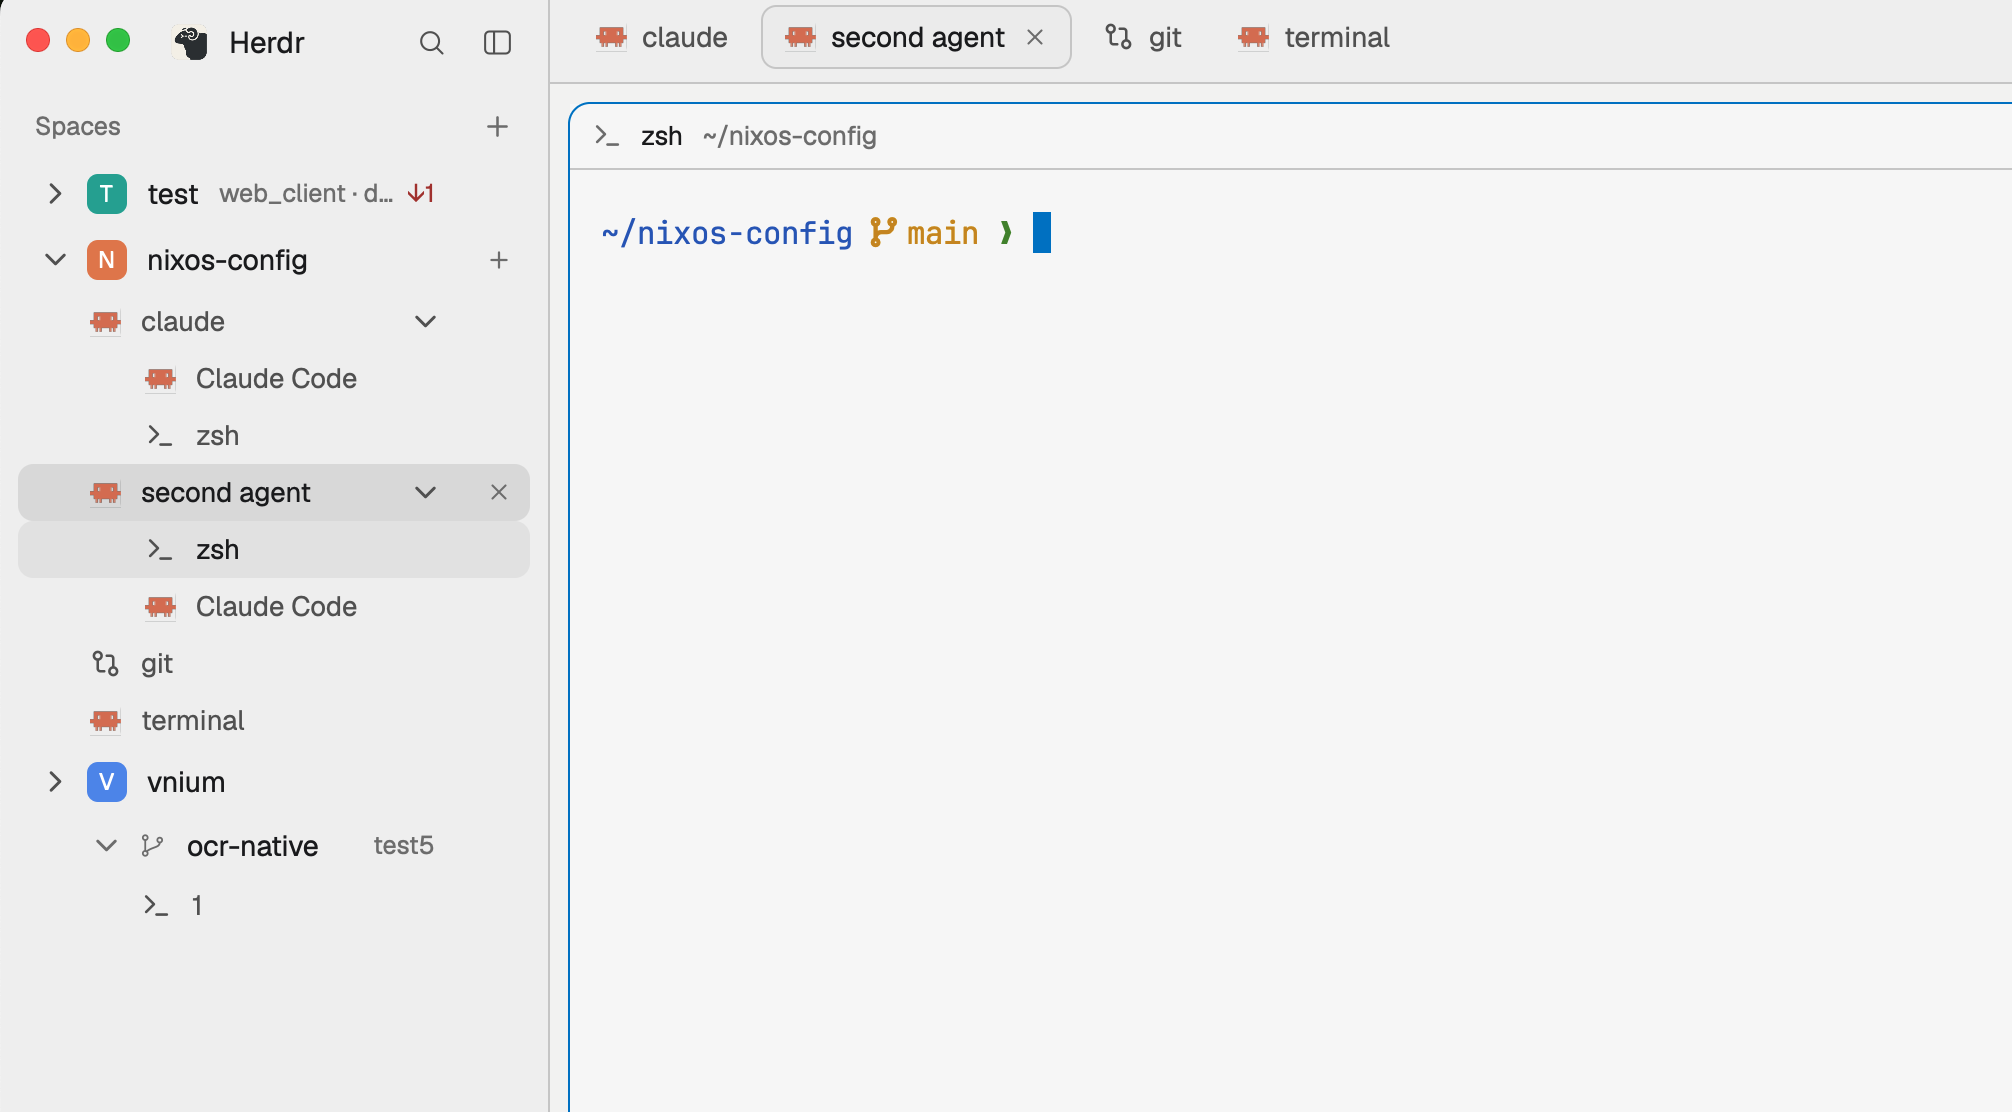 Herdr
Spaces
T test web_client · d... ↓1
N nixos-config
claude
Claude Code
zsh
second agent
zsh
Claude Code
git
terminal
V vnium
ocr-native test5
1
claude second agent git terminal
zsh ~/nixos-config
~/nixos-config main ❱